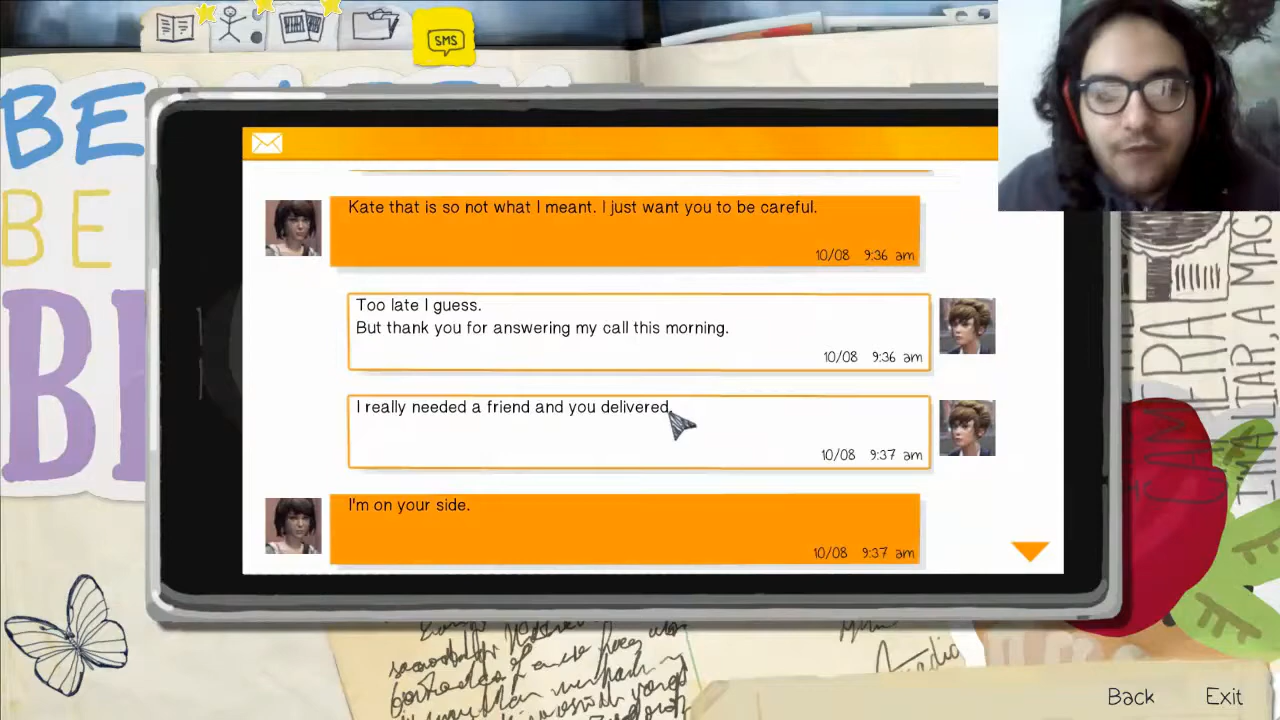 SMS
Kate that is so not what I meant. I just want you to be careful.
10/08 9:36 am
Too late I guess.
But thank you for answering my call this morning.
10/08 9:36 am
I really needed a friend and you delivered.
10/08 9:37 am
I'm on your side.
10/08 9:37 am
BE
BE
CAMERA
LIAR, A MAG
Back
Exit